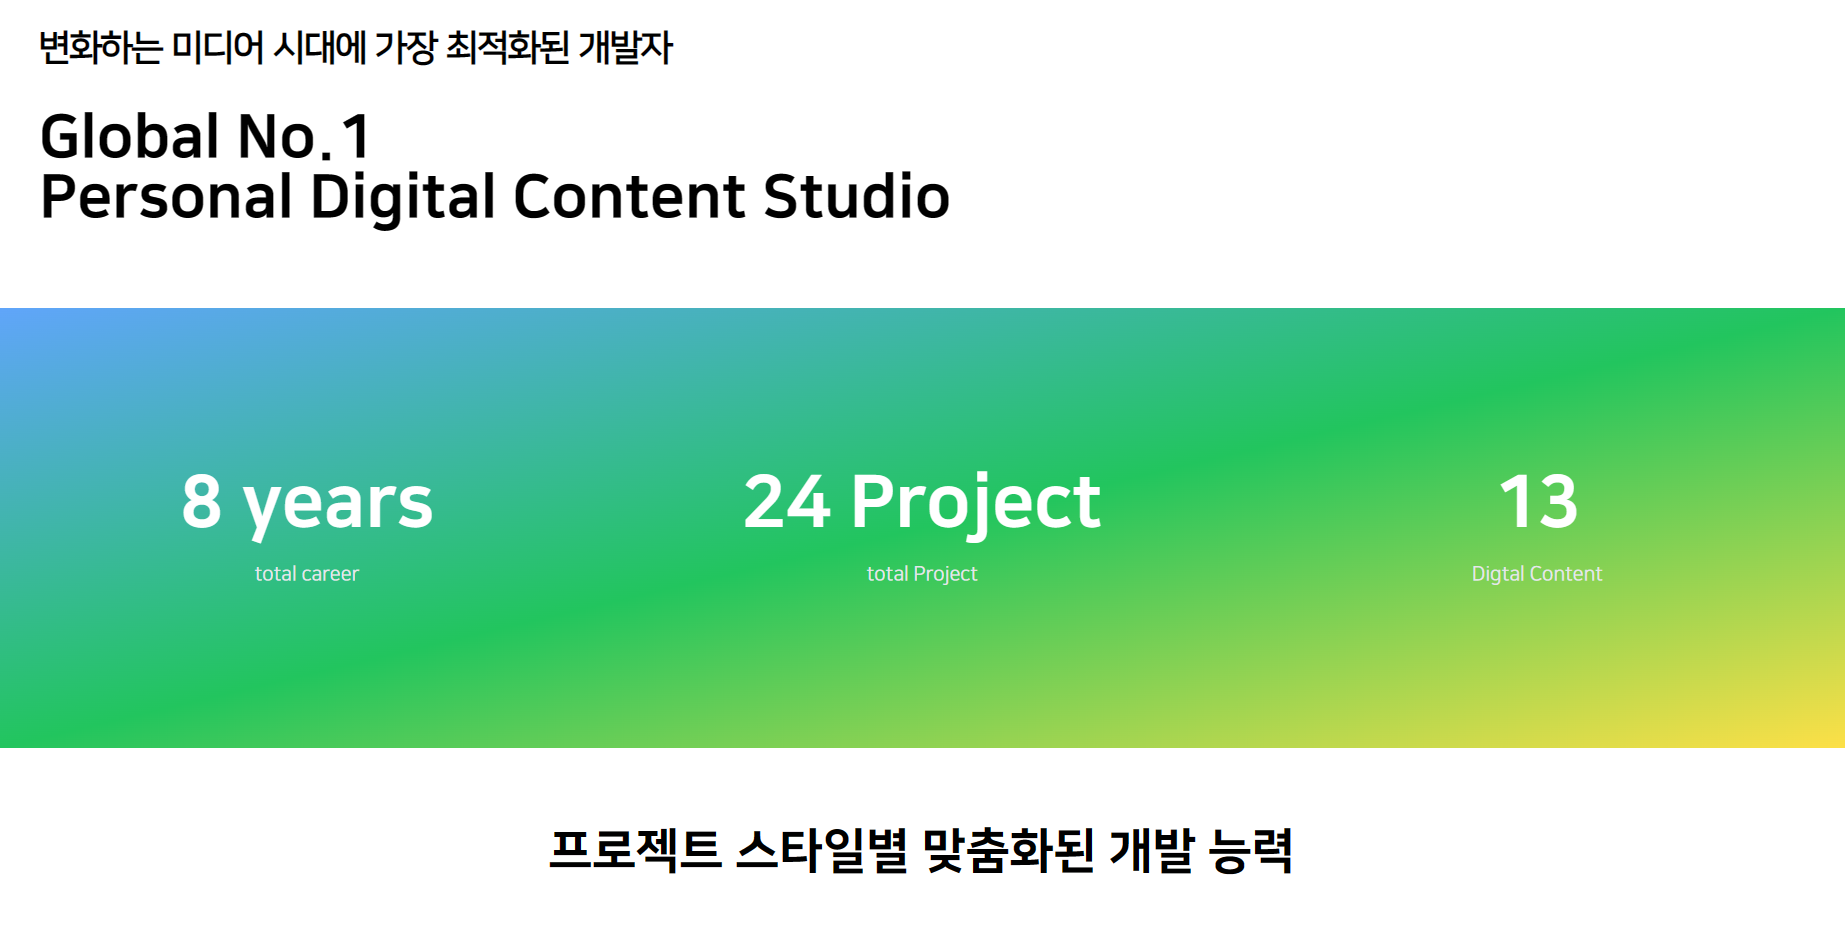 변화하는 미디어 시대에 가장 최적화된 개발자
Global No.1
Personal Digital Content Studio
8 years
total career
24 Project
total Project
13
Digtal Content
프로젝트 스타일별 맞춤화된 개발 능력